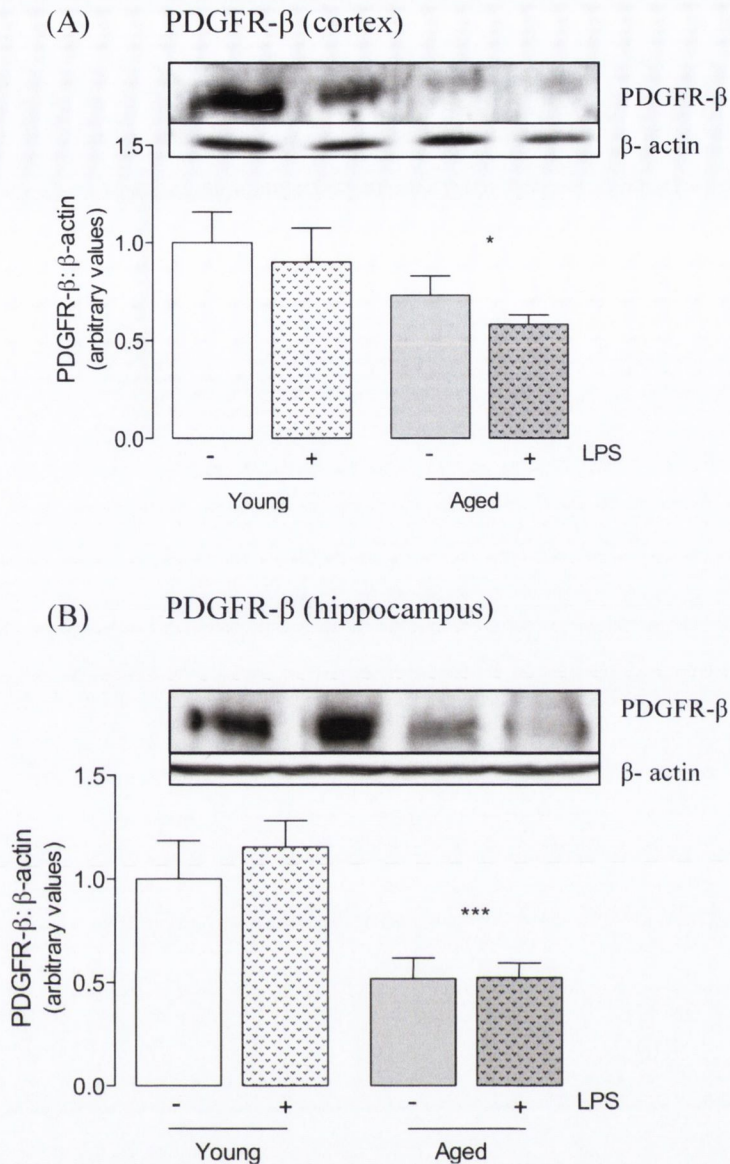 (A) PDGFR-β (cortex)
PDGFR-β
β- actin
PDGFR-β: β-actin
(arbitrary values)
1.5
1.0
0.5
0.0
*
- + - + LPS
Young Aged
(B) PDGFR-β (hippocampus)
PDGFR-β
β- actin
PDGFR-β: β-actin
(arbitrary values)
1.5
1.0
0.5
0.0
***
- + - + LPS
Young Aged